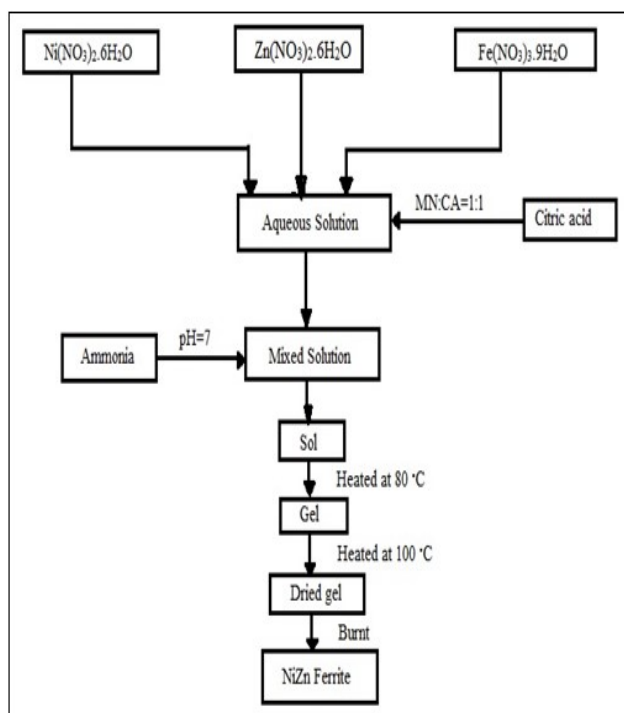 Ni(NO3)2.6H2O
Zn(NO3)2.6H2O
Fe(NO3)3.9H2O
MN:CA=1:1
Aqueous Solution
Citric acid
pH=7
Ammonia
Mixed Solution
Sol
Heated at 80 °C
Gel
Heated at 100 °C
Dried gel
Burnt
NiZn Ferrite